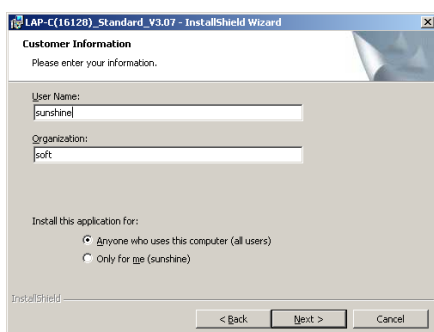 LAP-C(16128)_Standard_V3.07 - InstallShield Wizard
Customer Information
Please enter your information.
User Name:
sunshine
Organization:
soft
Install this application for:
Anyone who uses this computer (all users)
Only for me (sunshine)
InstallShield
< Back Next > Cancel